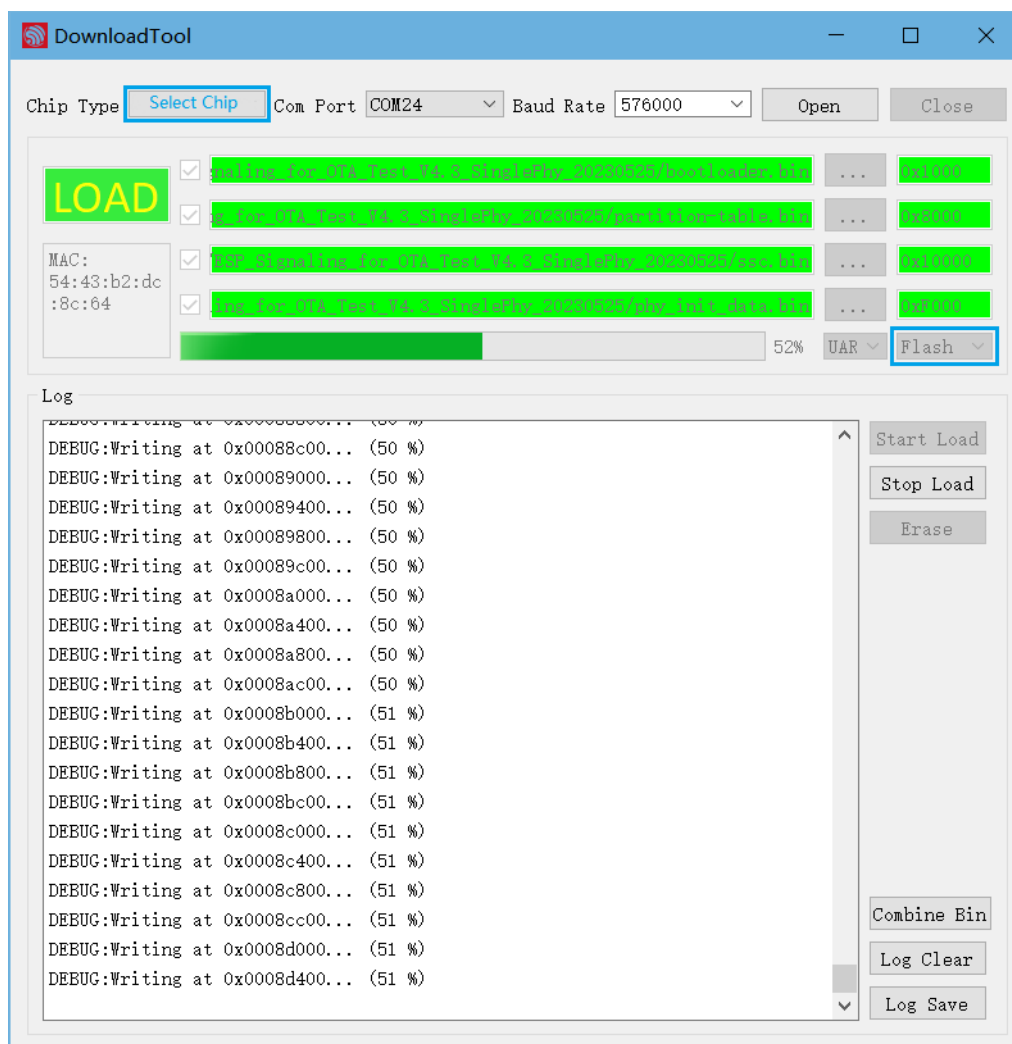 DownloadTool
Chip Type Select Chip Com Port COM24 Baud Rate 576000 Open Close
LOAD
naling_for_OTA_Test_V4.3_SinglePhy_20230525/bootloader.bin ... 0x1000
ng_for_OTA_Test_V4.3_SinglePhy_20230525/partition-table.bin ... 0x8000
MAC:
54:43:b2:dc
:8c:64
ESP_Signaling_for_OTA_Test_V4.3_SinglePhy_20230525/ssc.bin ... 0x10000
ing_for_OTA_Test_V4.3_SinglePhy_20230525/phy_init_data.bin ... 0xF000
52% UAR Flash
Log
DEBUG:Writing at 0x00088c00... (50 %)
DEBUG:Writing at 0x00089000... (50 %)
DEBUG:Writing at 0x00089400... (50 %)
DEBUG:Writing at 0x00089800... (50 %)
DEBUG:Writing at 0x00089c00... (50 %)
DEBUG:Writing at 0x0008a000... (50 %)
DEBUG:Writing at 0x0008a400... (50 %)
DEBUG:Writing at 0x0008a800... (50 %)
DEBUG:Writing at 0x0008ac00... (50 %)
DEBUG:Writing at 0x0008b000... (51 %)
DEBUG:Writing at 0x0008b400... (51 %)
DEBUG:Writing at 0x0008b800... (51 %)
DEBUG:Writing at 0x0008bc00... (51 %)
DEBUG:Writing at 0x0008c000... (51 %)
DEBUG:Writing at 0x0008c400... (51 %)
DEBUG:Writing at 0x0008c800... (51 %)
DEBUG:Writing at 0x0008cc00... (51 %)
DEBUG:Writing at 0x0008d000... (51 %)
DEBUG:Writing at 0x0008d400... (51 %)
Start Load
Stop Load
Erase
Combine Bin
Log Clear
Log Save